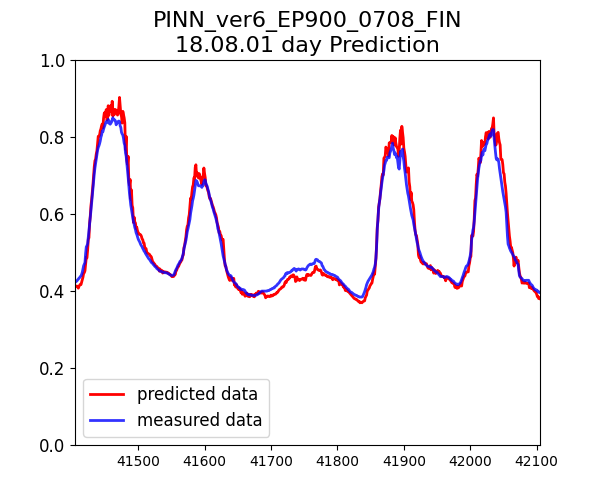 PINN_ver6_EP900_0708_FIN
18.08.01 day Prediction
1.0
0.8
0.6
0.4
0.2
0.0
predicted data
measured data
41500 41600 41700 41800 41900 42000 42100